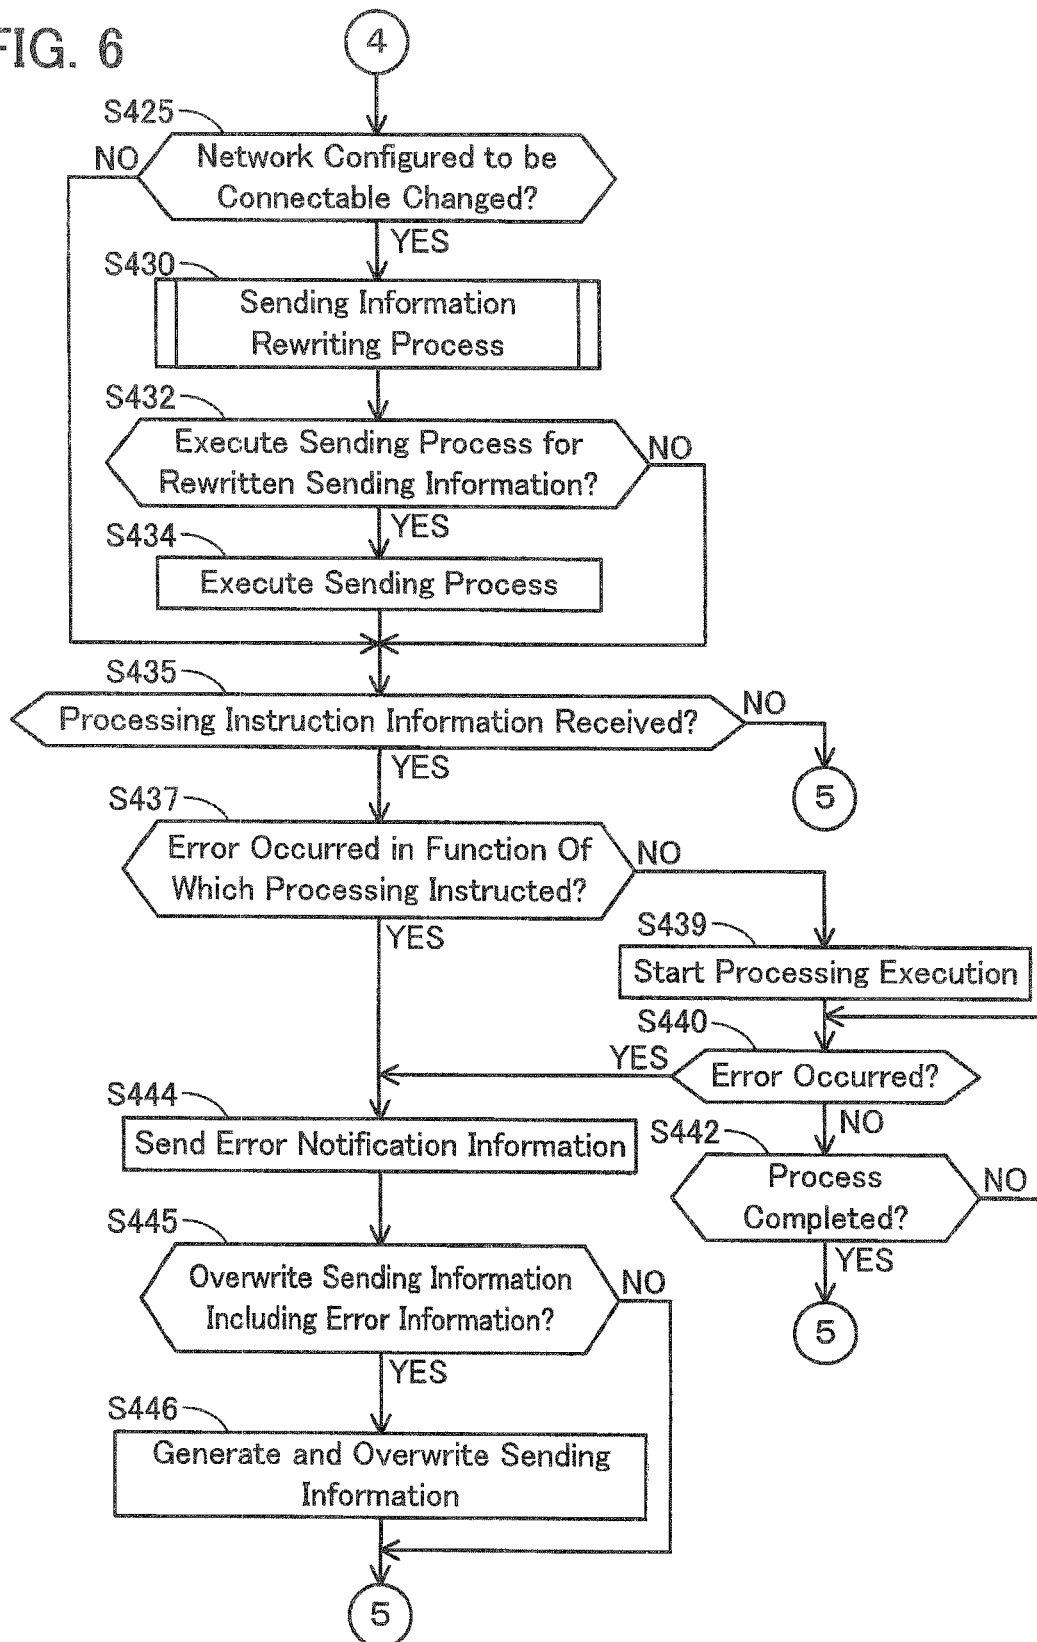 FIG. 6
4
S425
NO
Network Configured to be
Connectable Changed?
YES
S430
Sending Information
Rewriting Process
S432
Execute Sending Process for
Rewritten Sending Information?
NO
YES
S434
Execute Sending Process
S435
Processing Instruction Information Received?
NO
YES
5
S437
Error Occurred in Function Of
Which Processing Instructed?
NO
YES
S439
Start Processing Execution
S440
YES
Error Occurred?
NO
S444
Send Error Notification Information
S442
Process
Completed?
NO
YES
5
S445
Overwrite Sending Information
Including Error Information?
NO
YES
S446
Generate and Overwrite Sending
Information
5